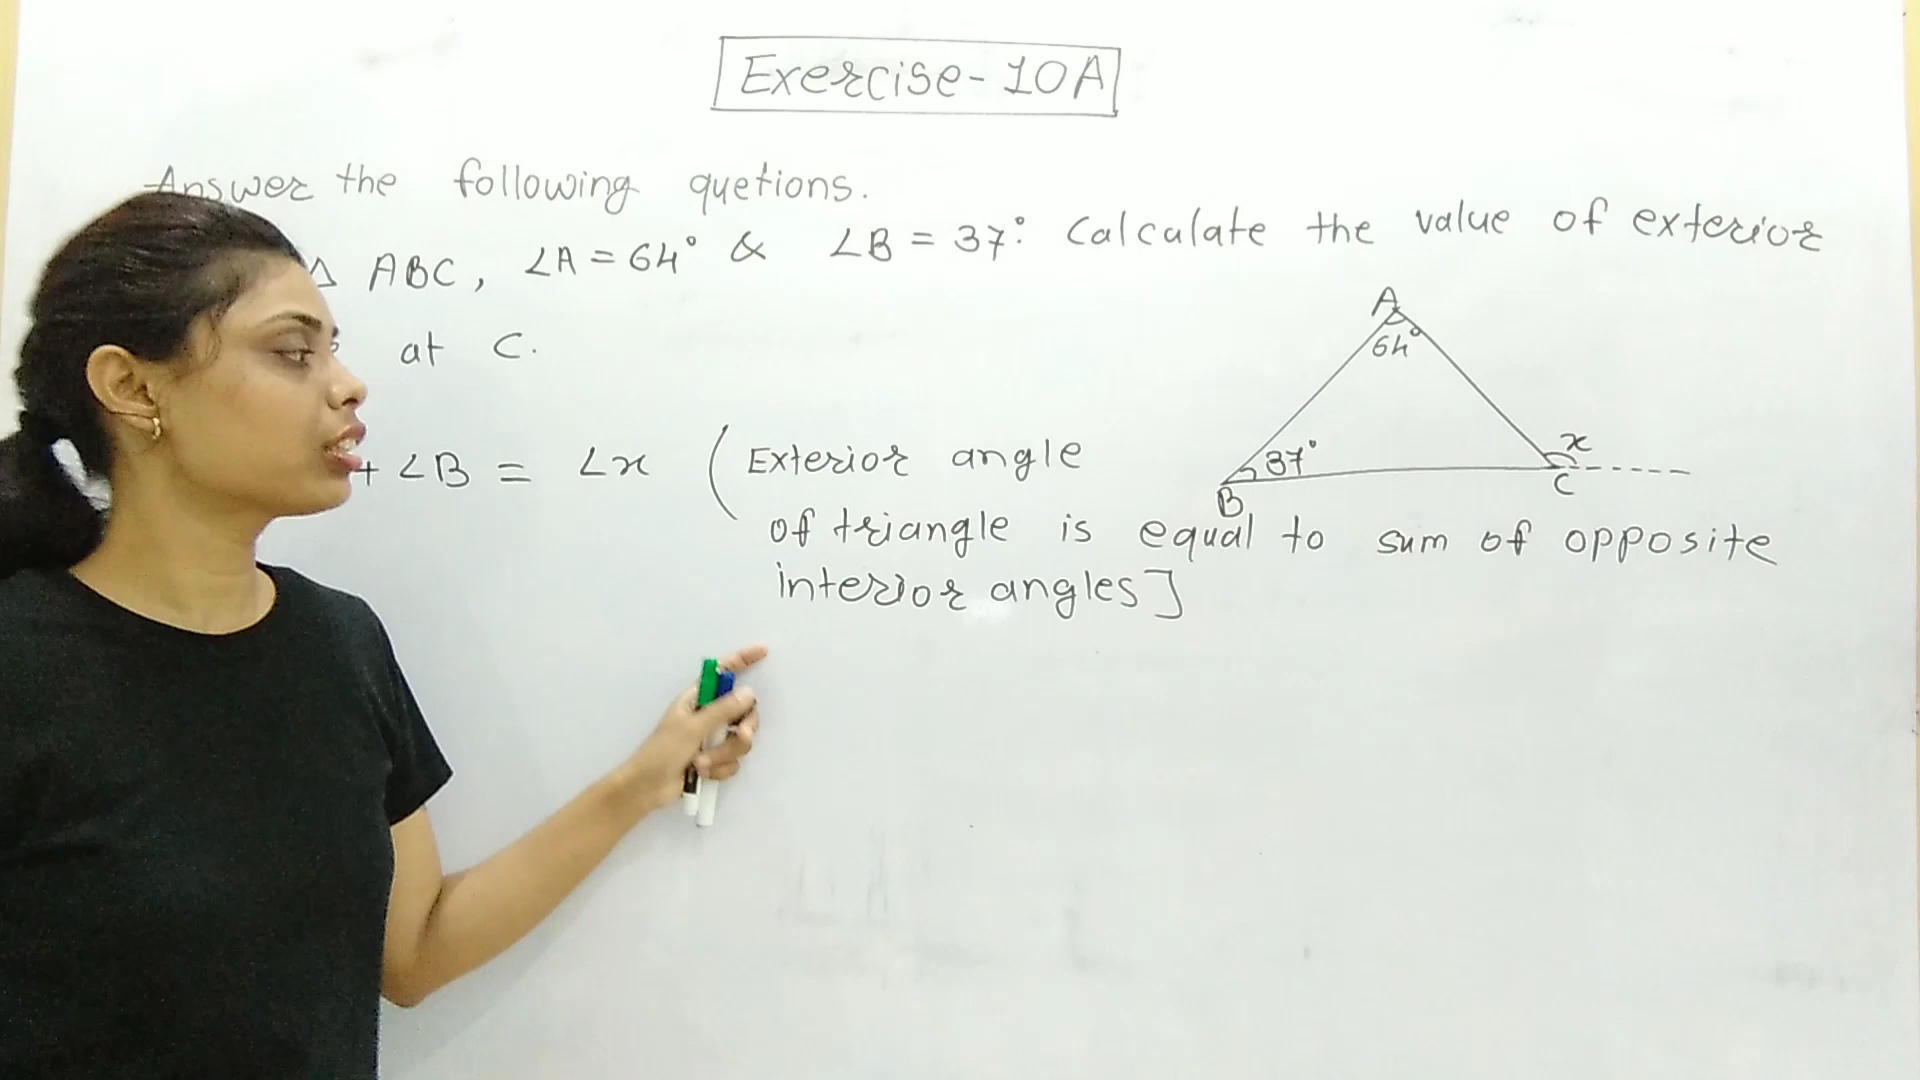 Exercise-10A
Answer the following quetions.
△ ABC, ∠A = 64° & ∠B = 37°. Calculate the value of exterior
at C.
+ ∠B = ∠x (Exterior angle
of triangle is equal to sum of opposite
interior angles]
A
64°
37°
B
x
C